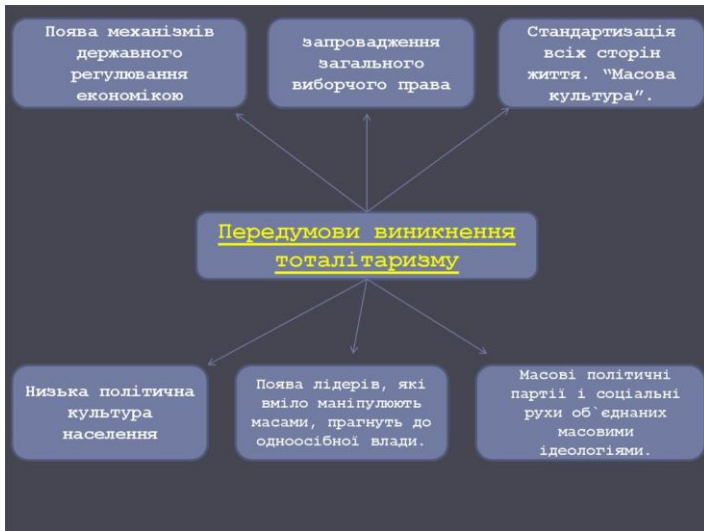 Поява механізмів
державного
регулювання
економікою
запровадження
загального
виборчого права
Стандартизація
всіх сторін
життя. “Масова
культура”.
Передумови виникнення
тоталітаризму
Низька політична
культура
населення
Поява лідерів, які
вміло маніпулюють
масами, прагнуть до
одноосібної влади.
Масові політичні
партії і соціальні
рухи об`єднаних
масовими
ідеологіями.